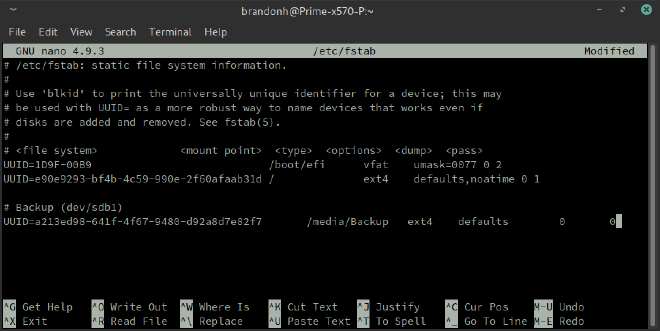 brandonh@Prime-x570-P:~
File Edit View Search Terminal Help
GNU nano 4.9.3 /etc/fstab Modified
# /etc/fstab: static file system information.
#
# Use 'blkid' to print the universally unique identifier for a device; this may
# be used with UUID= as a more robust way to name devices that works even if
# disks are added and removed. See fstab(5).
#
# <file system> <mount point> <type> <options> <dump> <pass>
UUID=1D9F-00B9 /boot/efi vfat umask=0077 0 2
UUID=e90e9293-bf4b-4c59-990e-2f60afaab31d / ext4 defaults,noatime 0 1
# Backup (dev/sdb1)
UUID=a213ed98-641f-4f67-9480-d92a8d7e82f7 /media/Backup ext4 defaults 0 0
^G Get Help ^O Write Out ^W Where Is ^K Cut Text ^J Justify ^C Cur Pos M-U Undo
^X Exit ^R Read File ^\ Replace ^U Paste Text ^T To Spell ^_ Go To Line M-E Redo